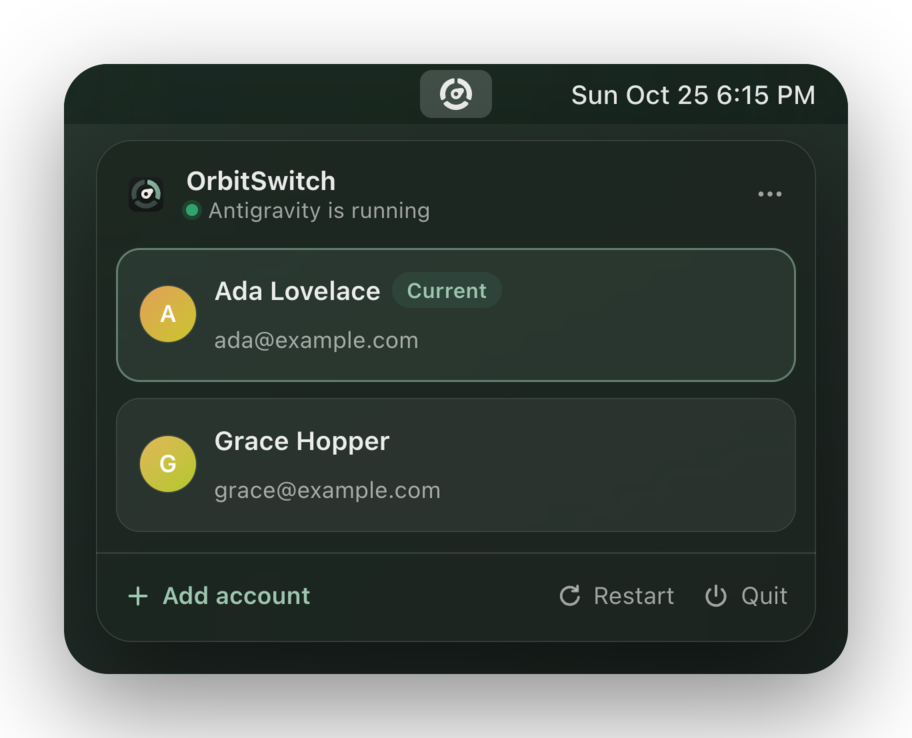 Sun Oct 25 6:15 PM
OrbitSwitch
Antigravity is running
A
Ada Lovelace Current
ada@example.com
G
Grace Hopper
grace@example.com
+ Add account Restart Quit